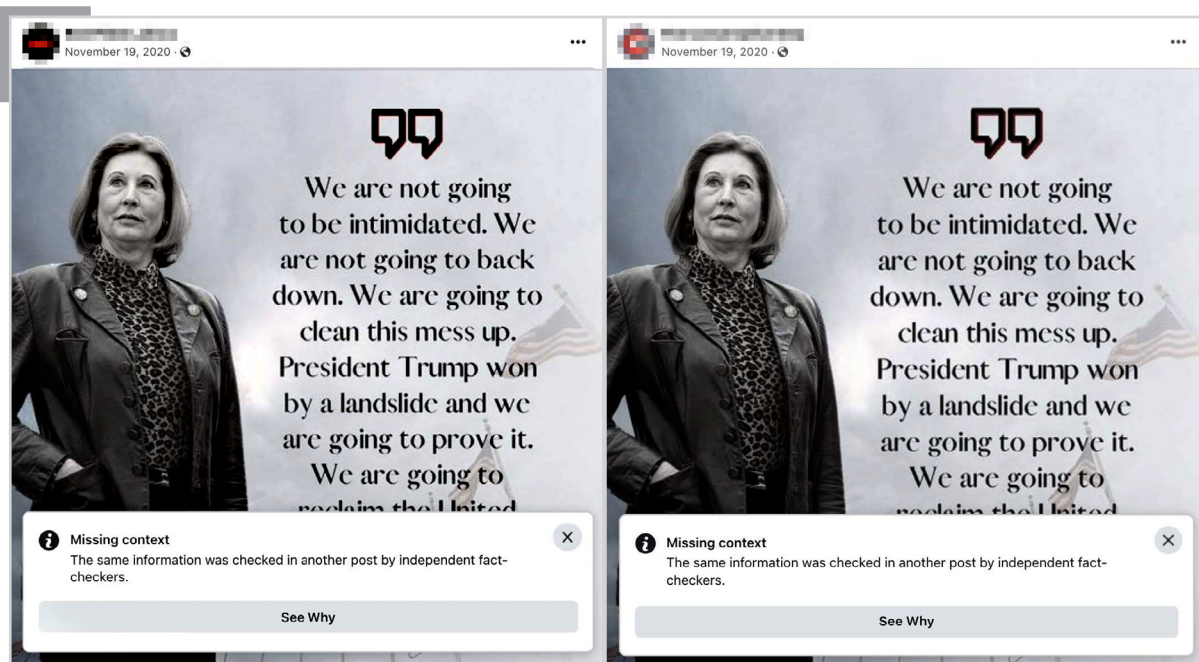 November 19, 2020 ·
We are not going
to be intimidated. We
are not going to back
down. We are going to
clean this mess up.
President Trump won
by a landslide and we
are going to prove it.
We are going to
reclaim the United
Missing context
The same information was checked in another post by independent fact-
checkers.
See Why
November 19, 2020 ·
We are not going
to be intimidated. We
are not going to back
down. We are going to
clean this mess up.
President Trump won
by a landslide and we
are going to prove it.
We are going to
reclaim the United
Missing context
The same information was checked in another post by independent fact-
checkers.
See Why